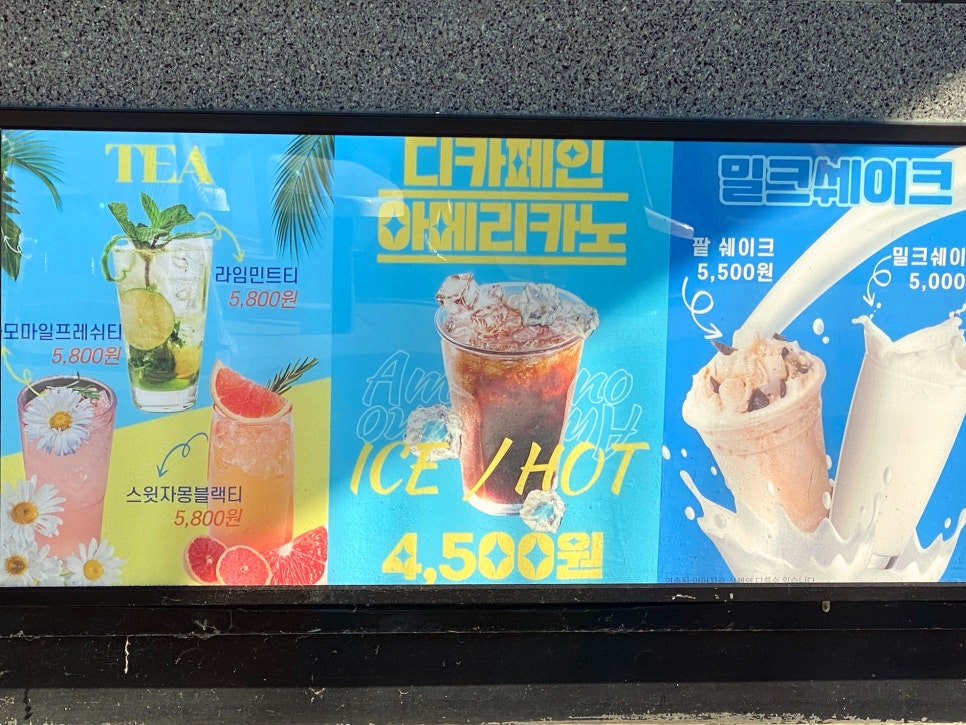 TEA
라임민트티
5,800원
모마일프레쉬티
5,800원
스윗자몽블랙티
5,800원
디카페인
아메리카노
ICE / HOT
4,500원
밀크쉐이크
팥 쉐이크
5,500원
밀크쉐이
5,000